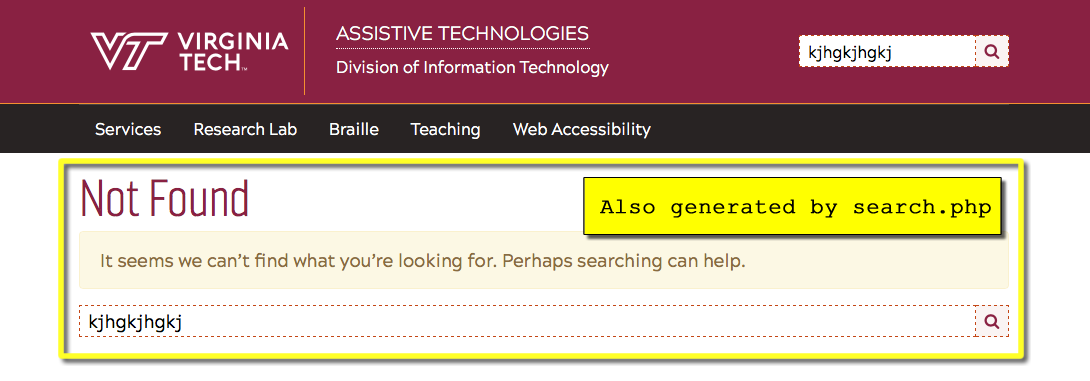 VIRGINIA
TECH™
ASSISTIVE TECHNOLOGIES
Division of Information Technology
kjhgkjhgkj
Services Research Lab Braille Teaching Web Accessibility
Not Found
Also generated by search.php
It seems we can’t find what you’re looking for. Perhaps searching can help.
kjhgkjhgkj